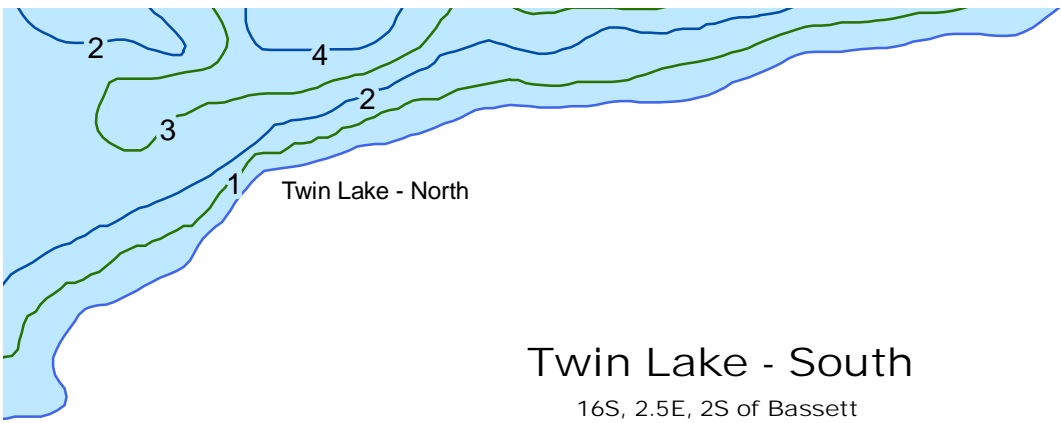 2
4
2
3
1
Twin Lake - North
Twin Lake - South
16S, 2.5E, 2S of Bassett